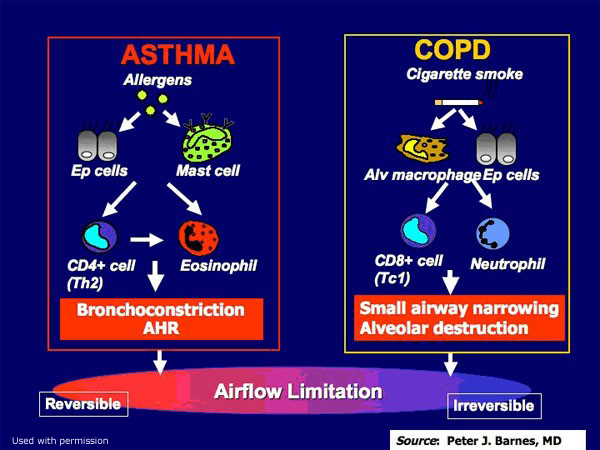 ASTHMA
Allergens
Ep cells
Mast cell
CD4+ cell
(Th2)
Eosinophil
Bronchoconstriction
AHR
COPD
Cigarette smoke
Alv macrophage
Ep cells
CD8+ cell
(Tc1)
Neutrophil
Small airway narrowing
Alveolar destruction
Airflow Limitation
Reversible
Irreversible
Used with permission
Source: Peter J. Barnes, MD